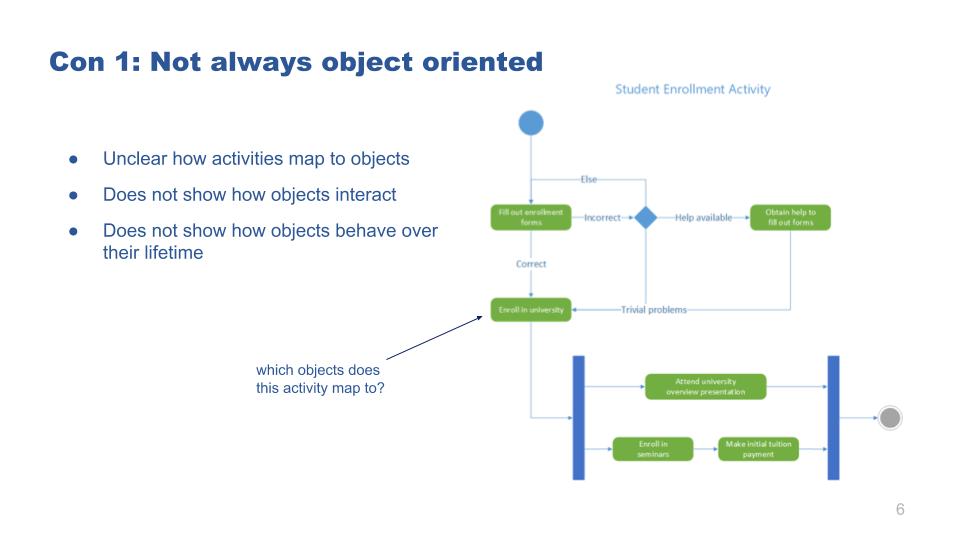 Con 1: Not always object oriented
Student Enrollment Activity
● Unclear how activities map to objects
● Does not show how objects interact
● Does not show how objects behave over
their lifetime
Else
Fill out enrollment
forms
Incorrect
Help available
Obtain help to
fill out forms
Correct
Enroll in university
Trivial problems
which objects does
this activity map to?
Attend university
overview presentation
Enroll in
seminars
Make initial tuition
payment
6